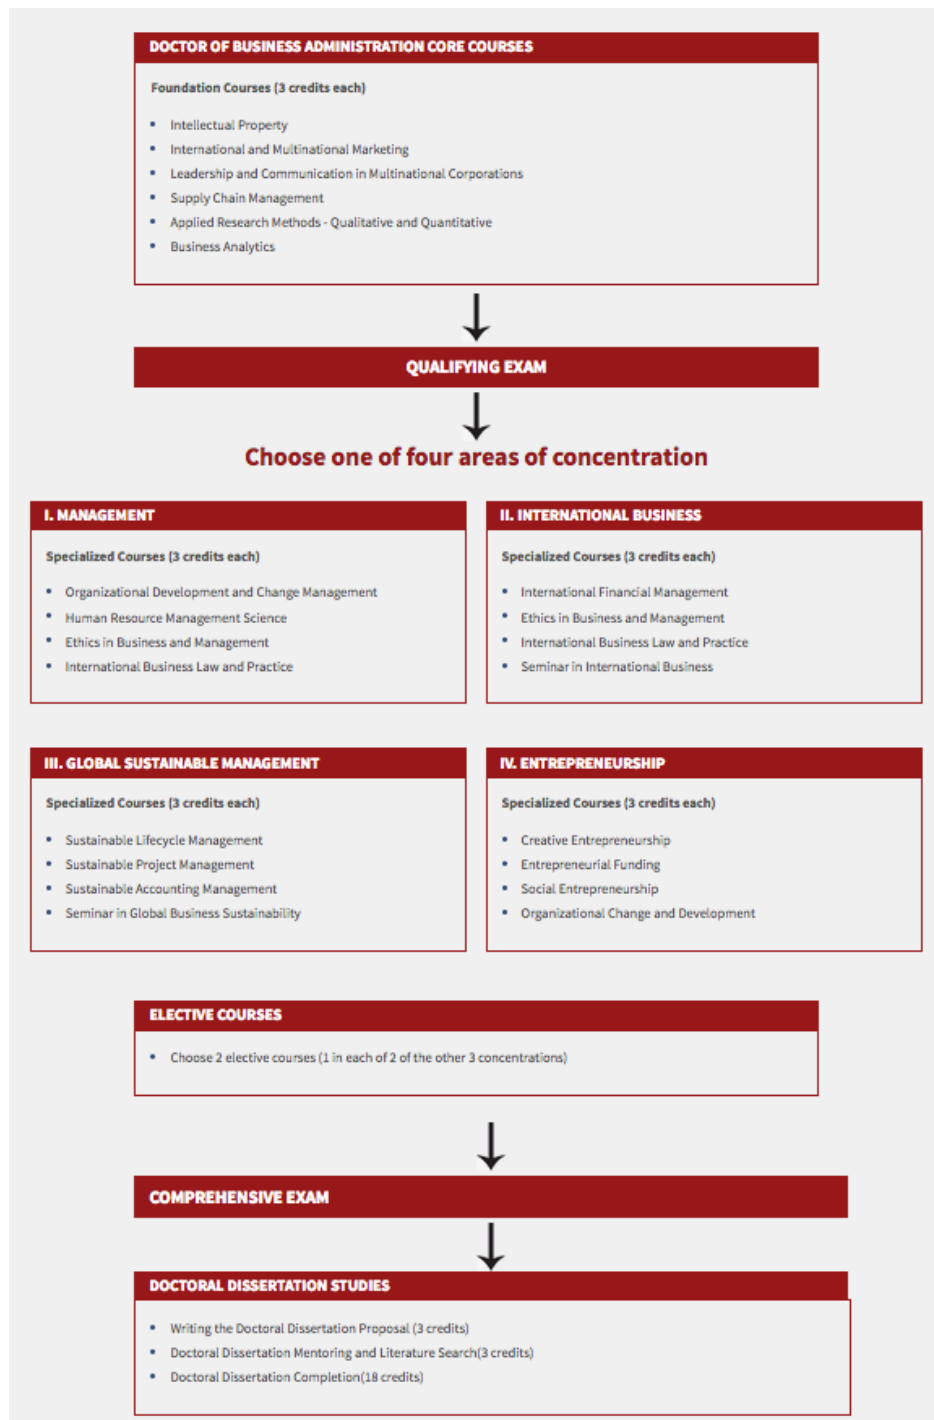 DOCTOR OF BUSINESS ADMINISTRATION CORE COURSES
Foundation Courses (3 credits each)
• Intellectual Property
• International and Multinational Marketing
• Leadership and Communication in Multinational Corporations
• Supply Chain Management
• Applied Research Methods - Qualitative and Quantitative
• Business Analytics
QUALIFYING EXAM
Choose one of four areas of concentration
I. MANAGEMENT
Specialized Courses (3 credits each)
• Organizational Development and Change Management
• Human Resource Management Science
• Ethics in Business and Management
• International Business Law and Practice
II. INTERNATIONAL BUSINESS
Specialized Courses (3 credits each)
• International Financial Management
• Ethics in Business and Management
• International Business Law and Practice
• Seminar in International Business
III. GLOBAL SUSTAINABLE MANAGEMENT
Specialized Courses (3 credits each)
• Sustainable Lifecycle Management
• Sustainable Project Management
• Sustainable Accounting Management
• Seminar in Global Business Sustainability
IV. ENTREPRENEURSHIP
Specialized Courses (3 credits each)
• Creative Entrepreneurship
• Entrepreneurial Funding
• Social Entrepreneurship
• Organizational Change and Development
ELECTIVE COURSES
• Choose 2 elective courses (1 in each of 2 of the other 3 concentrations)
COMPREHENSIVE EXAM
DOCTORAL DISSERTATION STUDIES
• Writing the Doctoral Dissertation Proposal (3 credits)
• Doctoral Dissertation Mentoring and Literature Search(3 credits)
• Doctoral Dissertation Completion(18 credits)